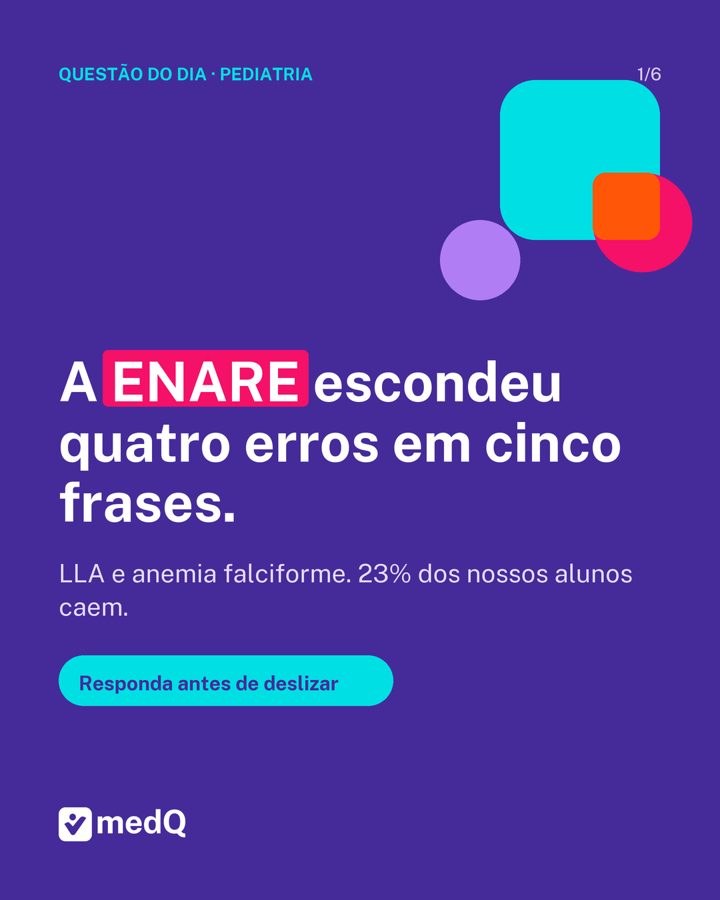 QUESTÃO DO DIA · PEDIATRIA
1/6
A ENARE escondeu
quatro erros em cinco
frases.
LLA e anemia falciforme. 23% dos nossos alunos
caem.
Responda antes de deslizar
medQ